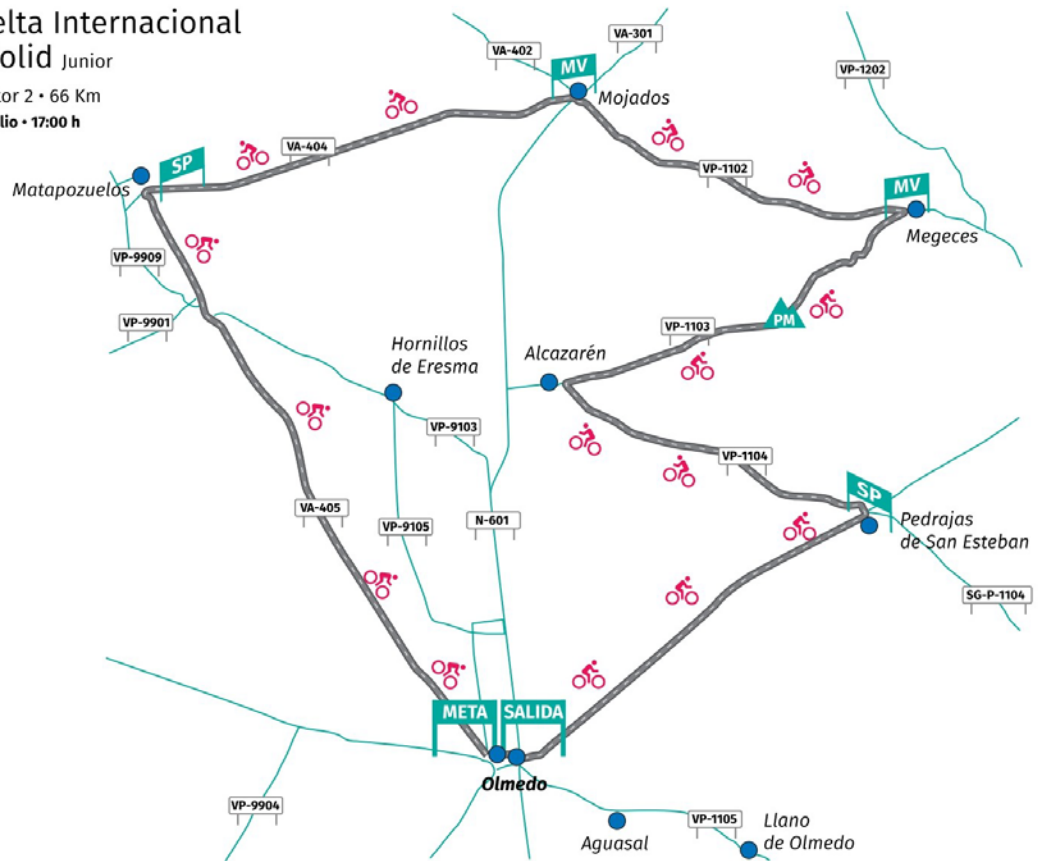 elta Internacional
olid Junior
tor 2 • 66 Km
lio • 17:00 h
VA-402
VA-301
MV
Mojados
VP-1202
VA-404
SP
Matapozuelos
VP-1102
MV
Megeces
VP-9909
VP-9901
PM
VP-1103
Hornillos
de Eresma
Alcazarén
VP-9103
VP-1104
SP
Pedrajas
de San Esteban
VA-405
VP-9105
N-601
SG-P-1104
META
SALIDA
Olmedo
VP-9904
Aguasal
VP-1105
Llano
de Olmedo